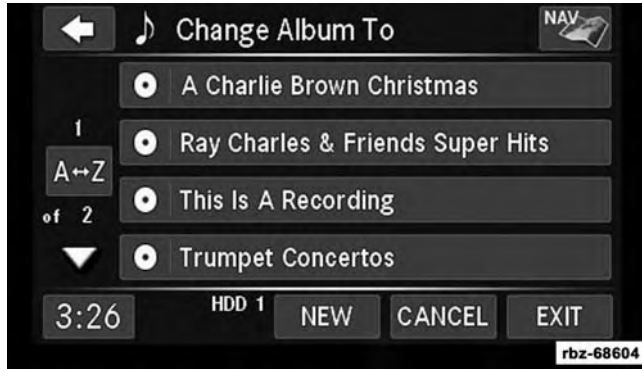 Change Album To
NAV
A Charlie Brown Christmas
Ray Charles & Friends Super Hits
This Is A Recording
Trumpet Concertos
1
A↔Z
of 2
3:26
HDD 1
NEW
CANCEL
EXIT
rbz-68604